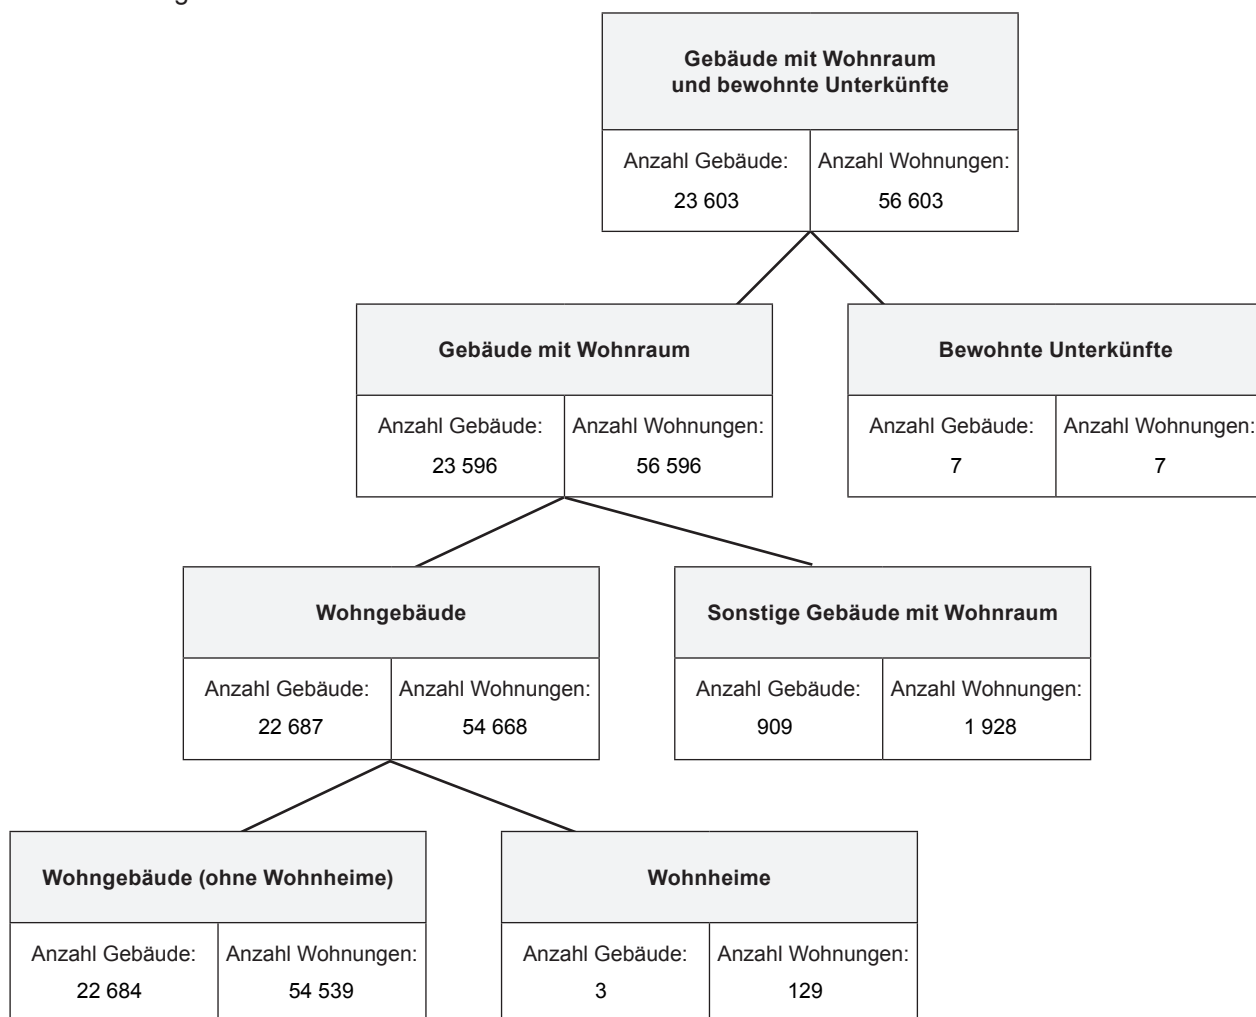 Gebäude mit Wohnraum
und bewohnte Unterkünfte
Anzahl Gebäude: Anzahl Wohnungen:
23 603 56 603
Gebäude mit Wohnraum
Anzahl Gebäude: Anzahl Wohnungen:
23 596 56 596
Bewohnte Unterkünfte
Anzahl Gebäude: Anzahl Wohnungen:
7 7
Wohngebäude
Anzahl Gebäude: Anzahl Wohnungen:
22 687 54 668
Sonstige Gebäude mit Wohnraum
Anzahl Gebäude: Anzahl Wohnungen:
909 1 928
Wohngebäude (ohne Wohnheime)
Anzahl Gebäude: Anzahl Wohnungen:
22 684 54 539
Wohnheime
Anzahl Gebäude: Anzahl Wohnungen:
3 129